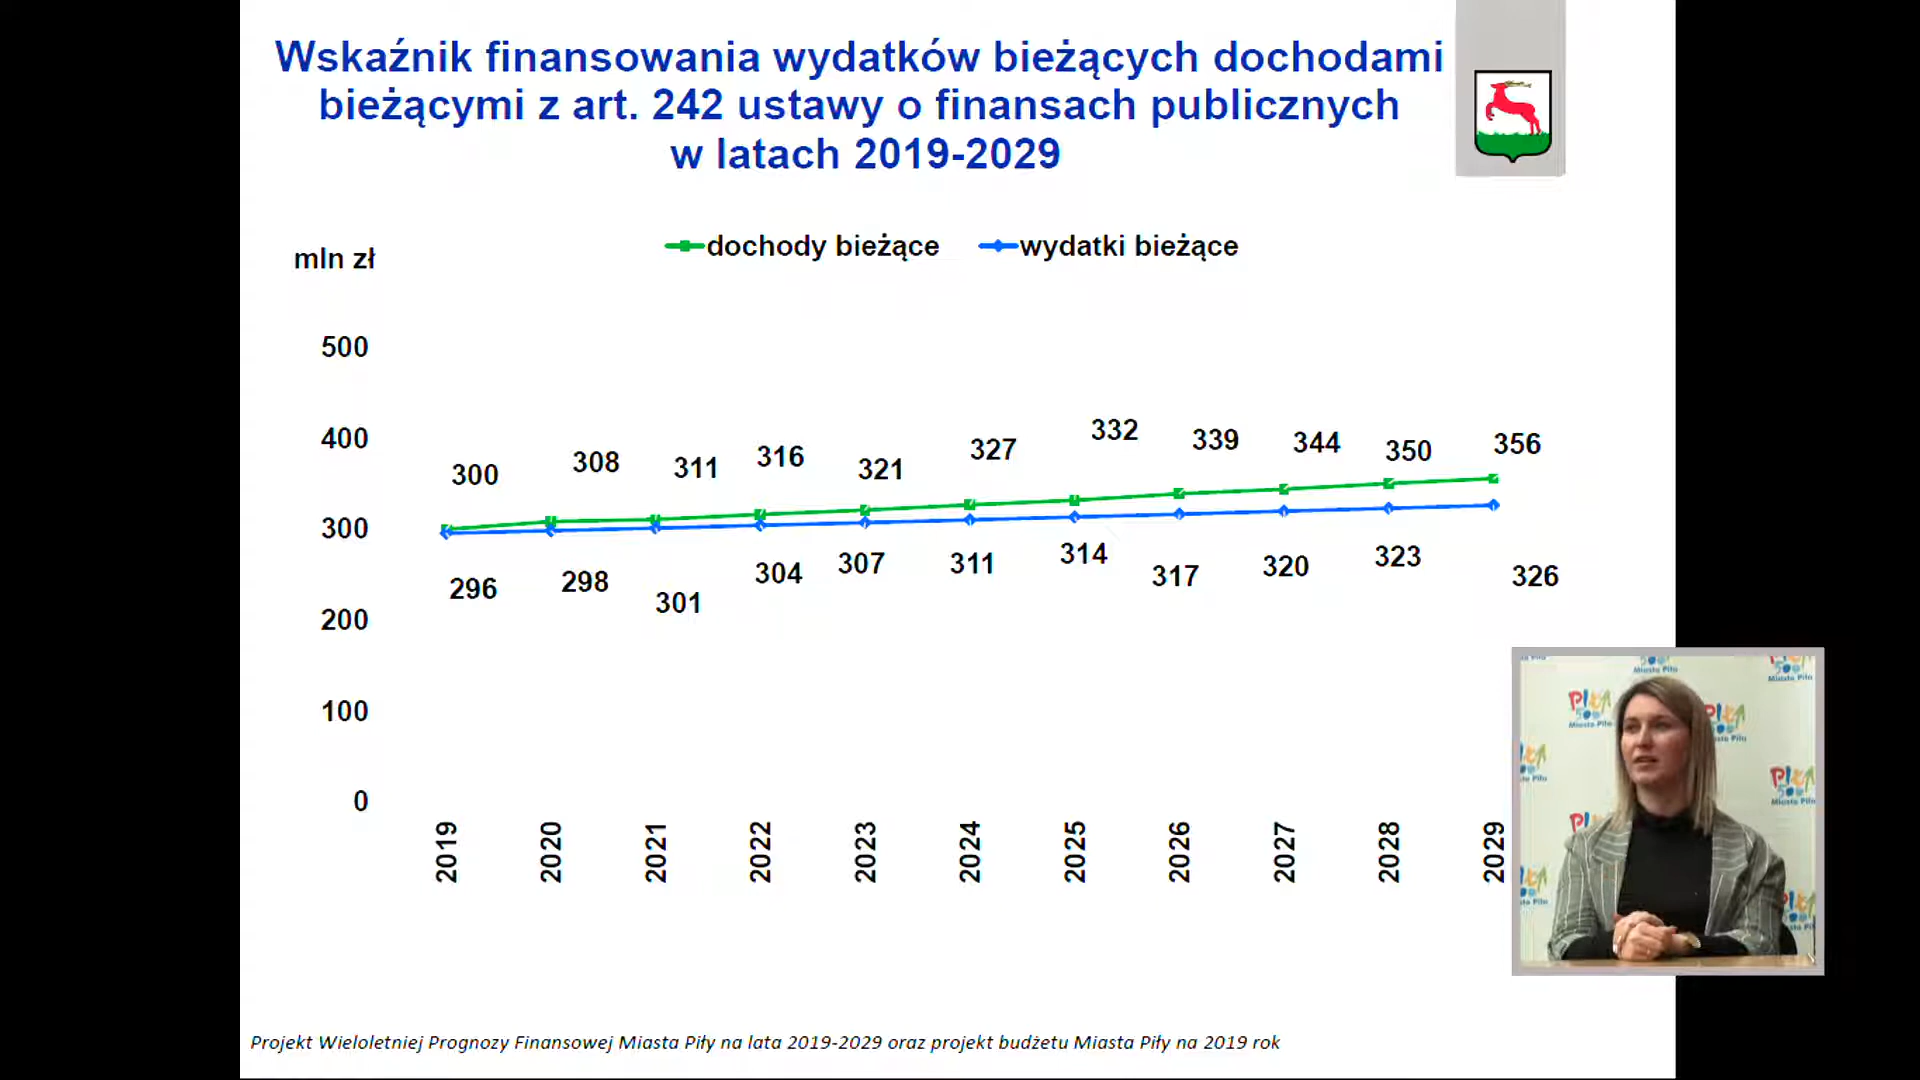 Wskaźnik finansowania wydatków bieżących dochodami
bieżącymi z art. 242 ustawy o finansach publicznych
w latach 2019-2029
dochody bieżące wydatki bieżące
mln zł
500
400
300
200
100
0
300 308 311 316 321 327 332 339 344 350 356
296 298 301 304 307 311 314 317 320 323 326
2019 2020 2021 2022 2023 2024 2025 2026 2027 2028 2029
PIŁA
500
Miasta Piła
Projekt Wieloletniej Prognozy Finansowej Miasta Piły na lata 2019-2029 oraz projekt budżetu Miasta Piły na 2019 rok